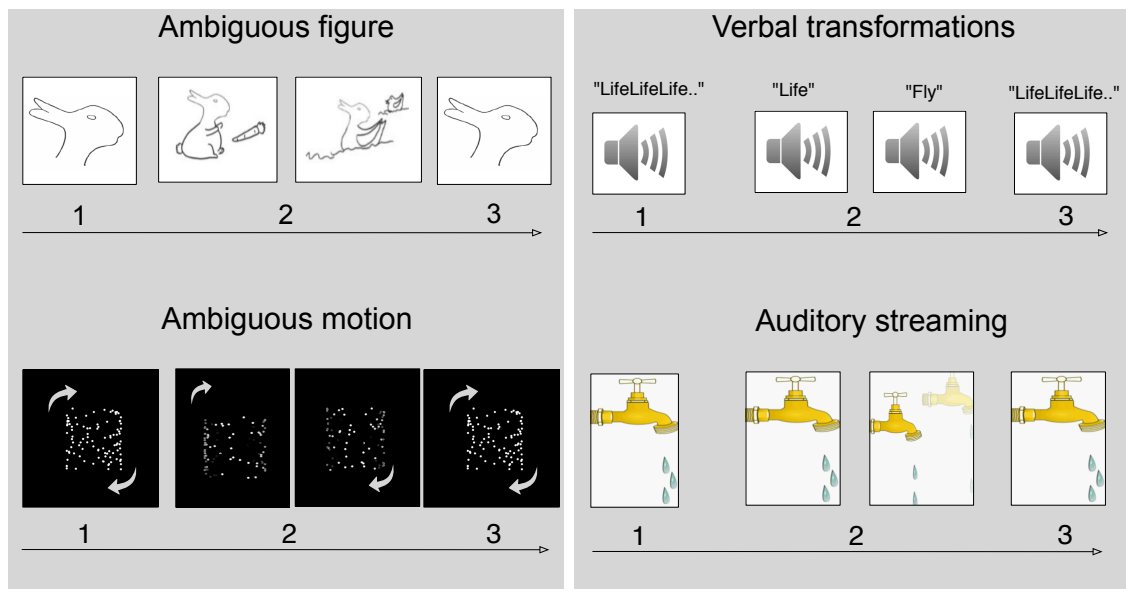 Ambiguous figure
1 2 3
Verbal transformations
"LifeLifeLife.." "Life" "Fly" "LifeLifeLife.."
1 2 3
Ambiguous motion
1 2 3
Auditory streaming
1 2 3